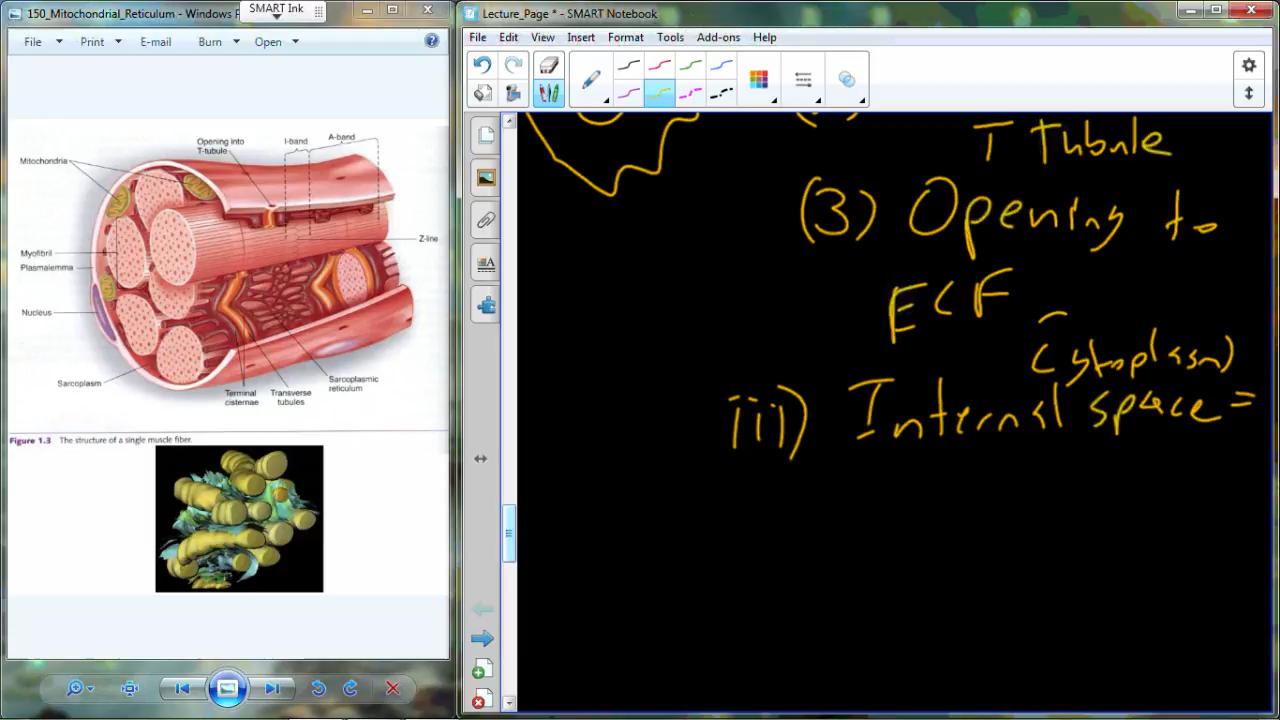 150_Mitochondrial_Reticulum - Windows P
SMART Ink
File Print E-mail Burn Open
Opening into
T-tubule
I-band
A-band
Mitochondria
Z-line
Myofibril
Plasmalemma
Nucleus
Sarcoplasm
Terminal
cisternae
Transverse
tubules
Sarcoplasmic
reticulum
Figure 1.3 The structure of a single muscle fiber.
Lecture_Page * - SMART Notebook
File Edit View Insert Format Tools Add-ons Help
T tubule
(3) Opening to
ECF
(cytoplasm)
iii) Internal space =